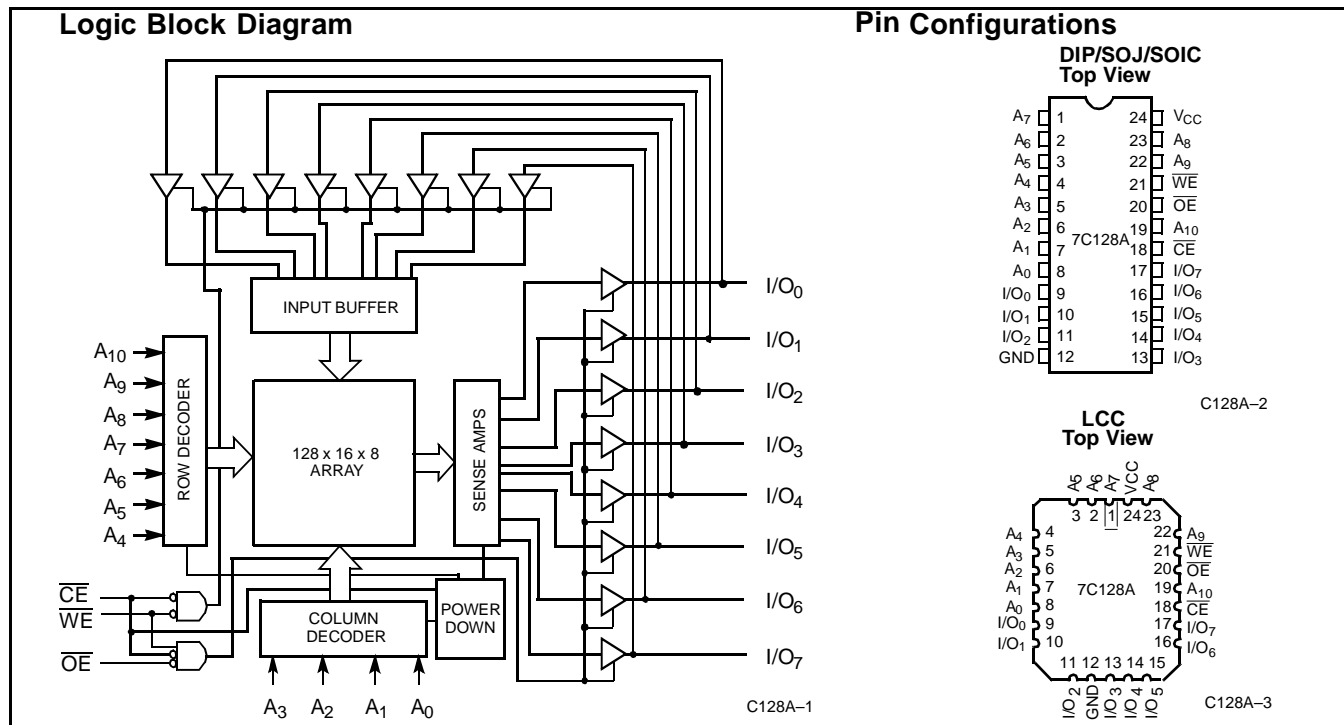 Logic Block Diagram
INPUT BUFFER
A10
A9
A8
A7
A6
A5
A4
ROW DECODER
128 x 16 x 8
ARRAY
SENSE AMPS
I/O0
I/O1
I/O2
I/O3
I/O4
I/O5
I/O6
I/O7
CE
WE
OE
COLUMN
DECODER
POWER
DOWN
A3 A2 A1 A0
C128A–1
Pin Configurations
DIP/SOJ/SOIC
Top View
A7 1 24 VCC
A6 2 23 A8
A5 3 22 A9
A4 4 21 WE
A3 5 20 OE
A2 6 19 A10
7C128A
A1 7 18 CE
A0 8 17 I/O7
I/O0 9 16 I/O6
I/O1 10 15 I/O5
I/O2 11 14 I/O4
GND 12 13 I/O3
C128A–2
LCC
Top View
A5 A6 A7 VCC A8
3 2 1 24 23
A4 4 22 A9
A3 5 21 WE
A2 6 20 OE
A1 7 7C128A 19 A10
A0 8 18 CE
I/O0 9 17 I/O7
I/O1 10 16 I/O6
11 12 13 14 15
I/O2 GND I/O3 I/O4 I/O5
C128A–3